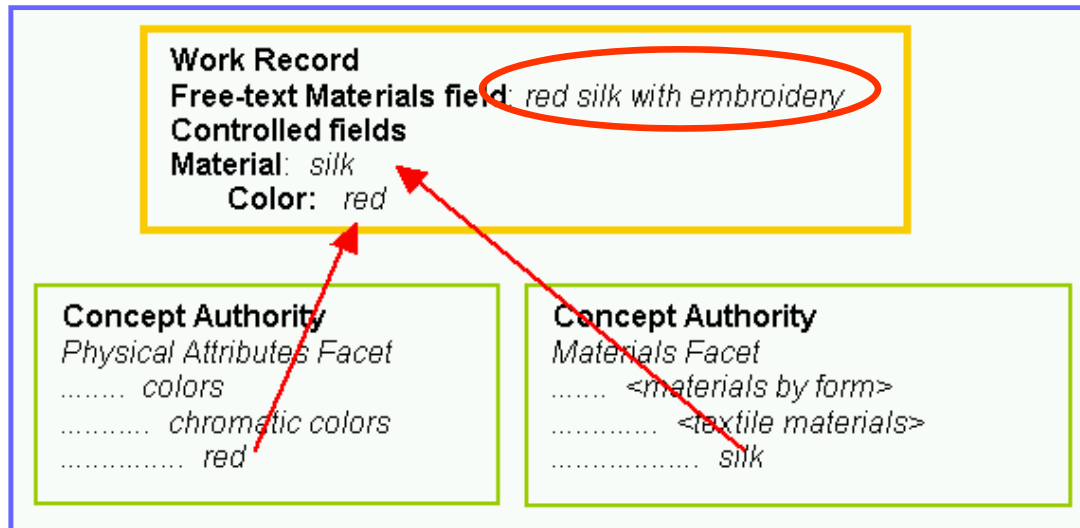 Work Record
Free-text Materials field: red silk with embroidery
Controlled fields
Material: silk
Color: red
Concept Authority
Physical Attributes Facet
........ colors
........... chromatic colors
............... red
Concept Authority
Materials Facet
....... <materials by form>
............. <textile materials>
.................. silk